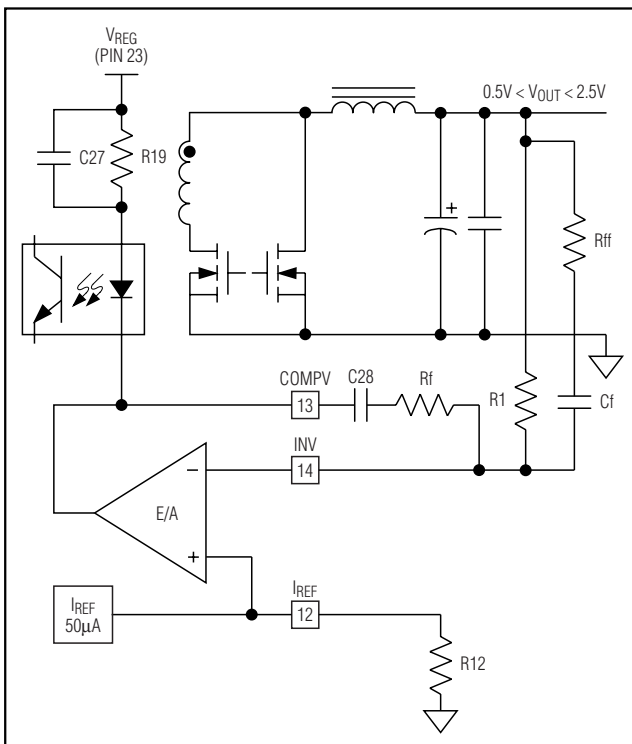 VREG
(PIN 23)
0.5V < VOUT < 2.5V
C27
R19
Rff
COMPV
C28
Rf
R1
Cf
13
INV
14
E/A
−
+
IREF
50µA
IREF
12
R12
+